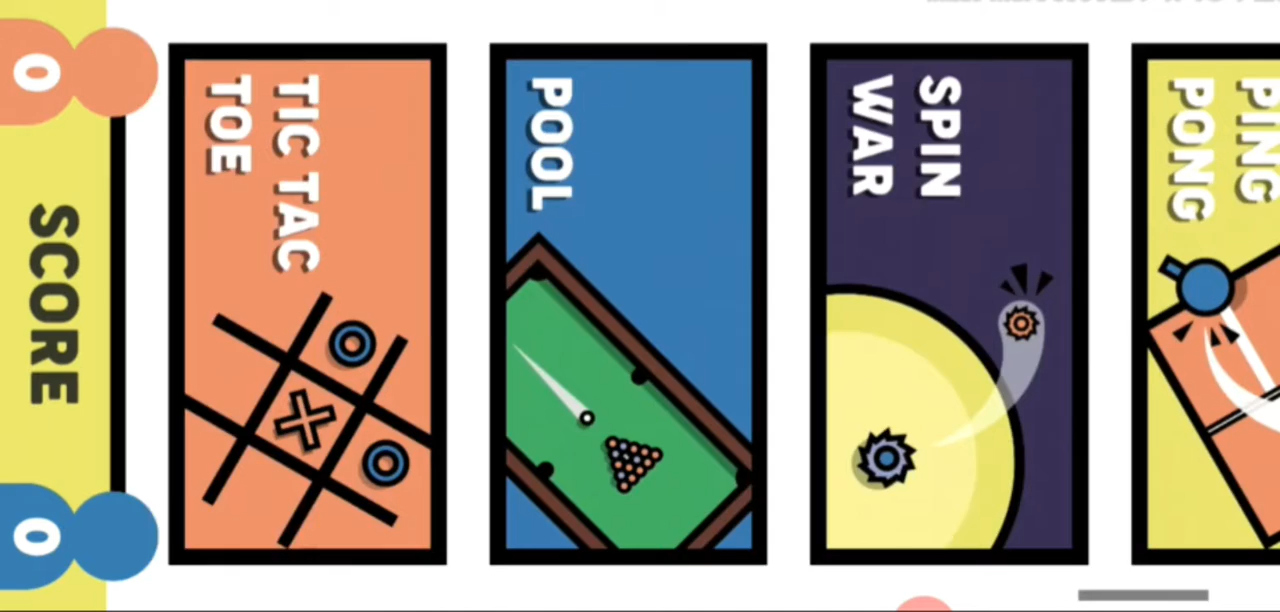 0
SCORE
0
TIC TAC
TOE
POOL
SPIN
WAR
PING
PONG